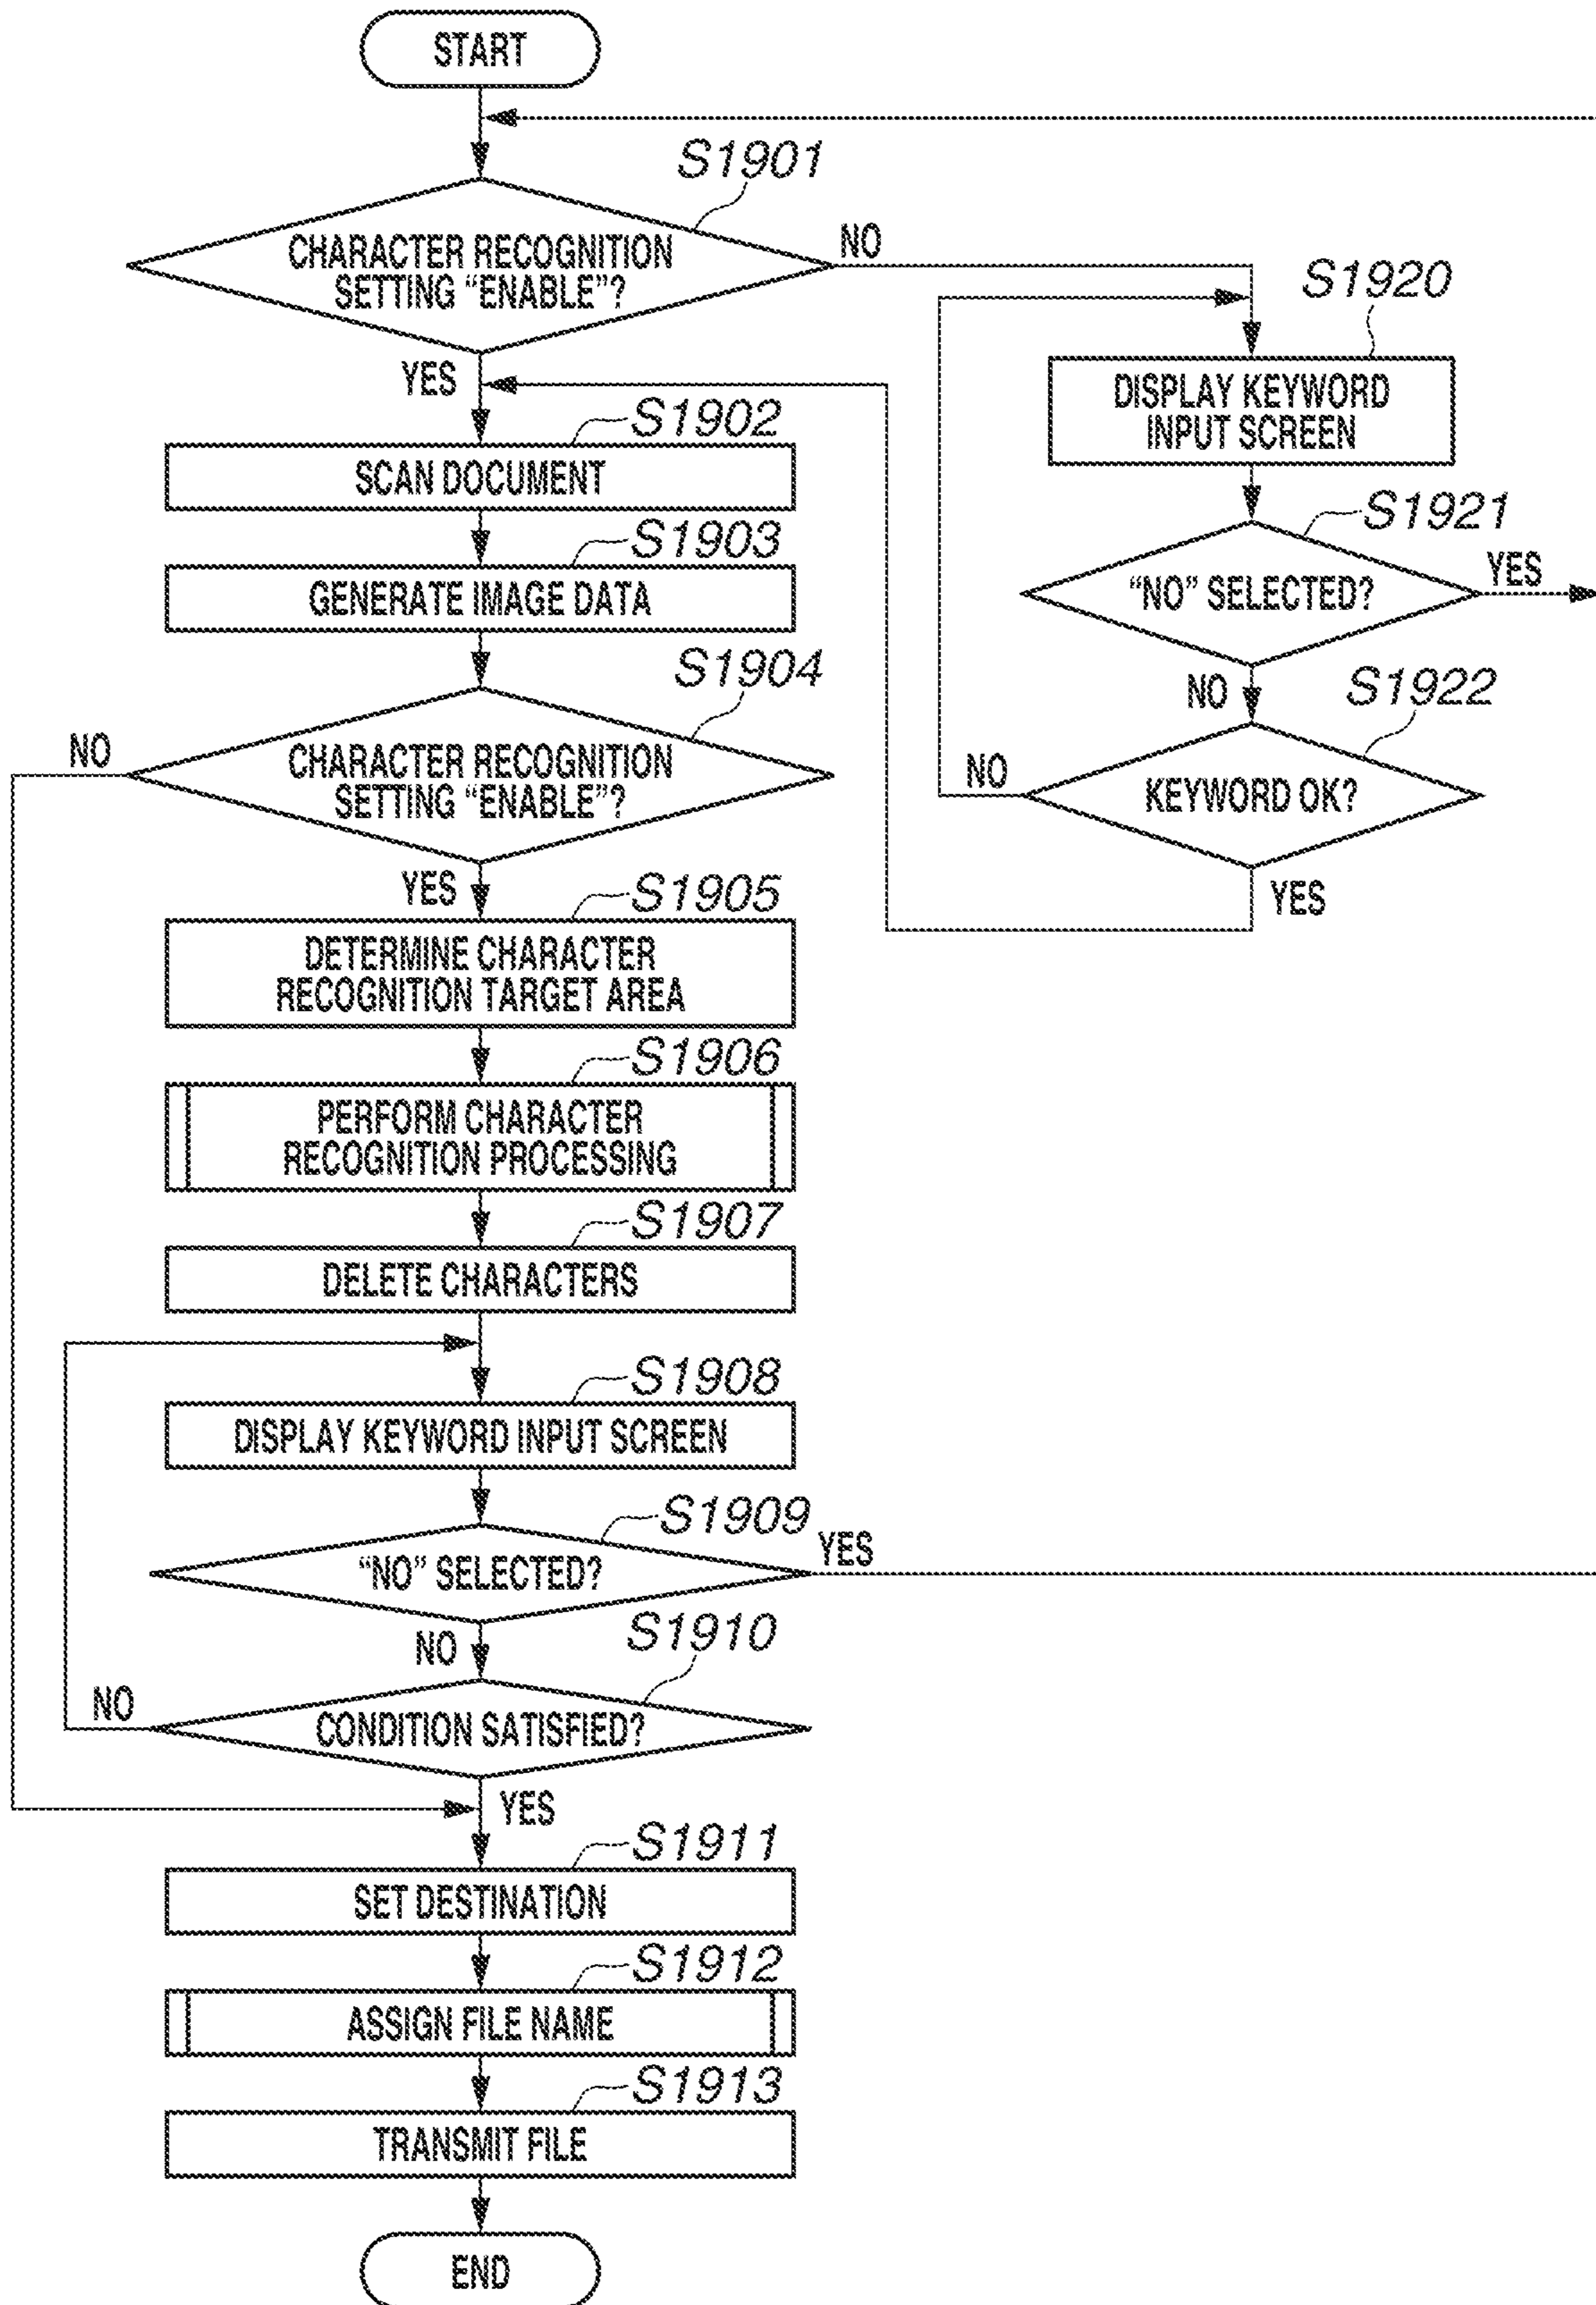 START
S1901
CHARACTER RECOGNITION
SETTING “ENABLE”?
NO
YES
S1920
DISPLAY KEYWORD
INPUT SCREEN
S1921
“NO” SELECTED?
YES
NO
S1922
KEYWORD OK?
NO
YES
S1902
SCAN DOCUMENT
S1903
GENERATE IMAGE DATA
S1904
CHARACTER RECOGNITION
SETTING “ENABLE”?
NO
YES
S1905
DETERMINE CHARACTER
RECOGNITION TARGET AREA
S1906
PERFORM CHARACTER
RECOGNITION PROCESSING
S1907
DELETE CHARACTERS
S1908
DISPLAY KEYWORD INPUT SCREEN
S1909
“NO” SELECTED?
YES
NO
S1910
CONDITION SATISFIED?
NO
YES
S1911
SET DESTINATION
S1912
ASSIGN FILE NAME
S1913
TRANSMIT FILE
END